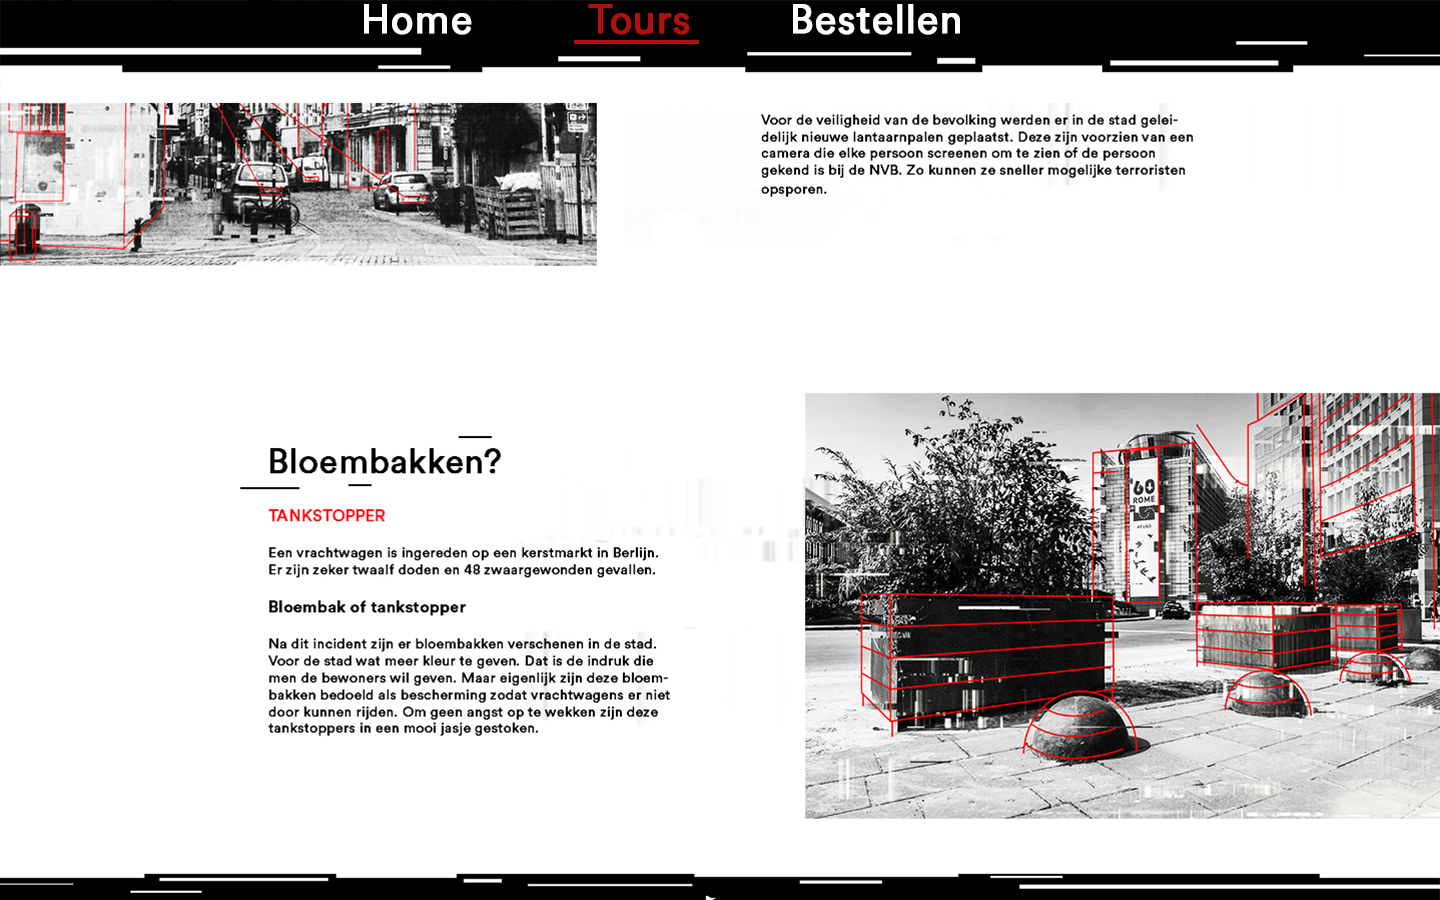 Home
Tours
Bestellen
Voor de veiligheid van de bevolking werden er in de stad gelei-
delijk nieuwe lantaarnpalen geplaatst. Deze zijn voorzien van een
camera die elke persoon screenen om te zien of de persoon
gekend is bij de NVB. Zo kunnen ze sneller mogelijke terroristen
opsporen.
Bloembakken?
TANKSTOPPER
Een vrachtwagen is ingereden op een kerstmarkt in Berlijn.
Er zijn zeker twaalf doden en 48 zwaargewonden gevallen.
Bloembak of tankstopper
Na dit incident zijn er bloembakken verschenen in de stad.
Voor de stad wat meer kleur te geven. Dat is de indruk die
men de bewoners wil geven. Maar eigenlijk zijn deze bloem-
bakken bedoeld als bescherming zodat vrachtwagens er niet
door kunnen rijden. Om geen angst op te wekken zijn deze
tankstoppers in een mooi jasje gestoken.
60
ROME